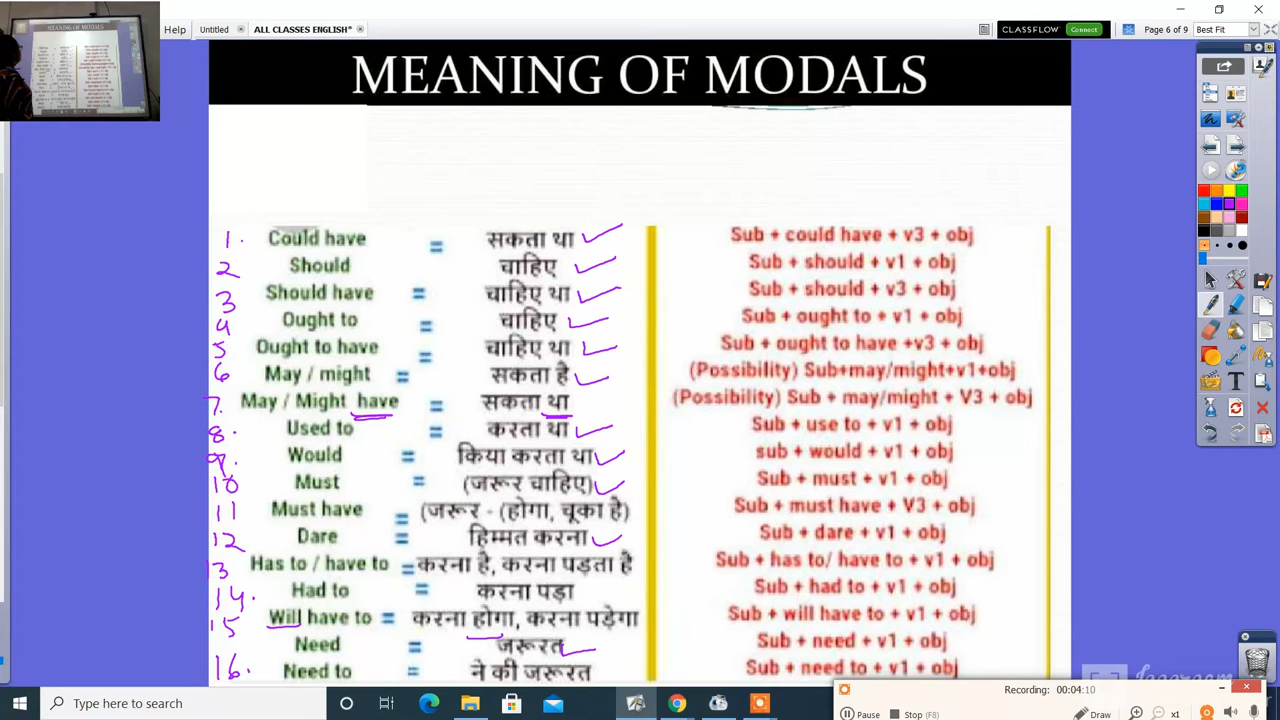 Help Untitled ALL CLASSES ENGLISH* CLASSFLOW Connect Page 6 of 9 Best Fit
MEANING OF MODALS
MEANING OF MODALS
1. Could have = सकता था Sub + could have + v3 + obj
2 Should चाहिए Sub + should + v1 + obj
3 Should have = चाहिए था Sub + should + v3 + obj
4 Ought to = चाहिए Sub + ought to + v1 + obj
5 Ought to have = चाहिए था Sub + ought to have +v3 + obj
6 May / might = सकता है (Possibility) Sub+may/might+v1+obj
7. May / Might have = सकता था (Possibility) Sub + may/might + V3 + obj
8. Used to = करता था Sub + use to + v1 + obj
9. Would = किया करता था sub + would + v1 + obj
10 Must = (जरूर चाहिए) Sub + must + v1 + obj
11 Must have = (जरूर - (होगा, चूका है) Sub + must have + V3 + obj
12 Dare = हिम्मत करना Sub + dare + v1 + obj
13 Has to / have to = करना है, करना पड़ता है Sub + has to/ have to + v1 + obj
14. Had to = करना पड़ा Sub + had to + v1 + obj
15 Will have to = करना होगा, करना पड़ेगा Sub + will have to + v1 + obj
Need = जरूरत Sub + need + v1 + obj
16. Need to = ने की जरूरत Sub + need to + v1 + obj
Recording: 00:04:10
Type here to search
Pause Stop (F8) Draw x1